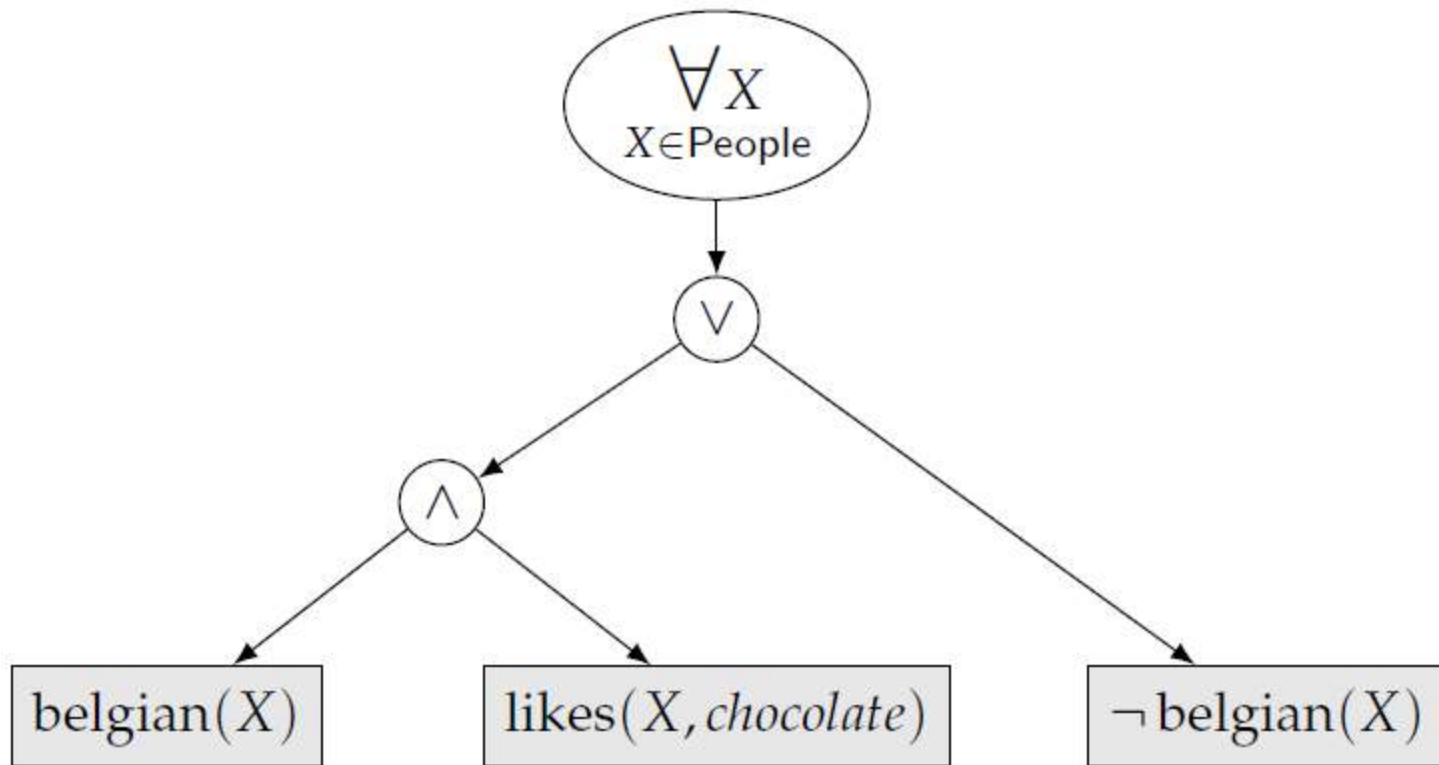 ∀X
X∈People
∨
∧
belgian(X)
likes(X, chocolate)
¬ belgian(X)